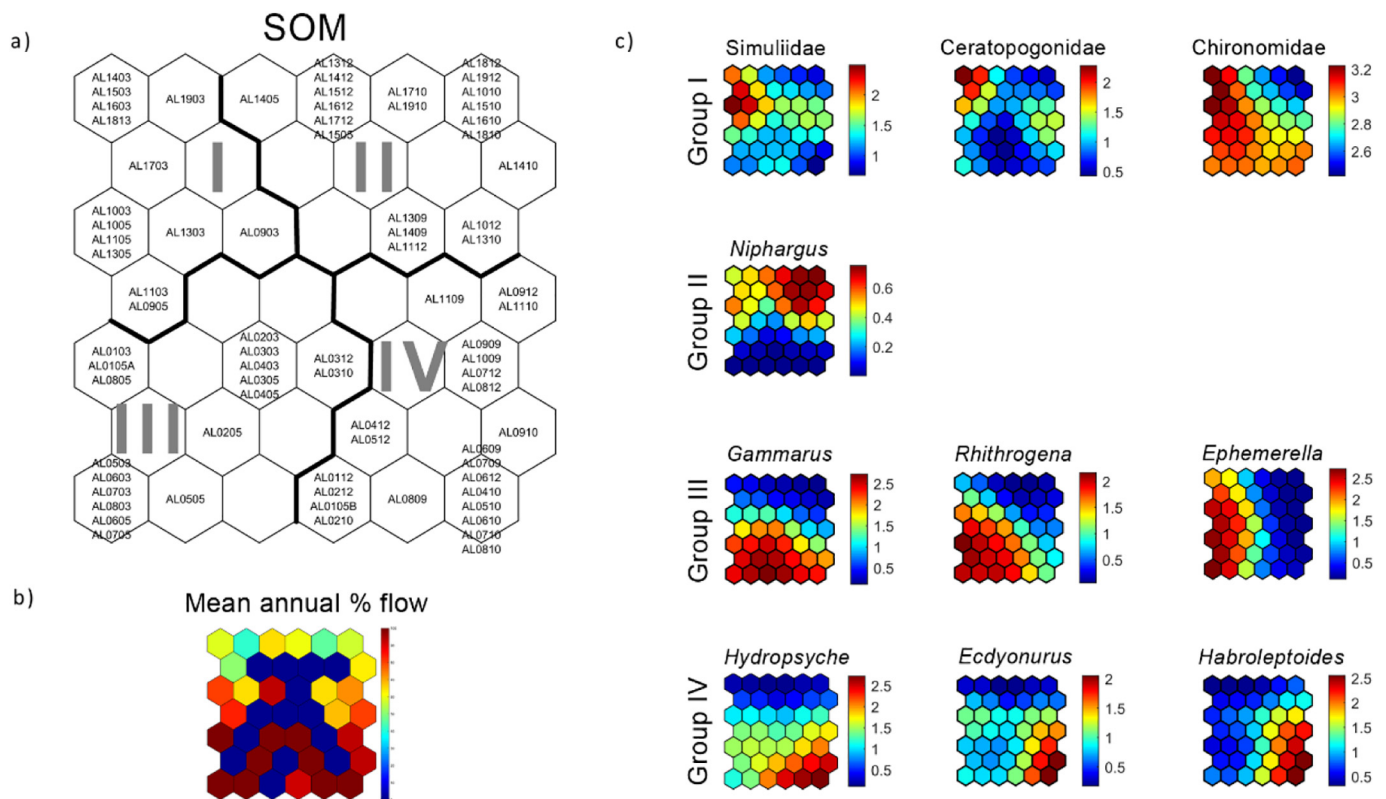 SOM
a)
AL1403
AL1503
AL1603
AL1813
AL1903
AL1405
AL1312
AL1412
AL1512
AL1612
AL1712
AL1505
AL1710
AL1910
AL1812
AL1912
AL1010
AL1510
AL1610
AL1810
AL1703
I
II
AL1410
AL1003
AL1005
AL1105
AL1305
AL1303
AL0903
AL1309
AL1409
AL1112
AL1012
AL1310
AL1103
AL0905
AL1109
AL0912
AL1110
AL0103
AL0105A
AL0805
AL0203
AL0303
AL0403
AL0305
AL0405
AL0312
AL0310
IV
AL0909
AL1009
AL0712
AL0812
III
AL0205
AL0412
AL0512
AL0910
AL0503
AL0603
AL0703
AL0803
AL0605
AL0705
AL0505
AL0112
AL0212
AL0105B
AL0210
AL0809
AL0609
AL0709
AL0612
AL0410
AL0510
AL0610
AL0710
AL0810
b)
Mean annual % flow
c)
Group I
Simuliidae
2
1.5
1
Ceratopogonidae
2
1.5
1
0.5
Chironomidae
3.2
3
2.8
2.6
Group II
Niphargus
0.6
0.4
0.2
Group III
Gammarus
2.5
2
1.5
1
0.5
Rhithrogena
2
1.5
1
0.5
Ephemerella
2.5
2
1.5
1
0.5
Group IV
Hydropsyche
2.5
2
1.5
1
0.5
Ecdyonurus
2
1.5
1
0.5
Habroleptoides
2.5
2
1.5
1
0.5